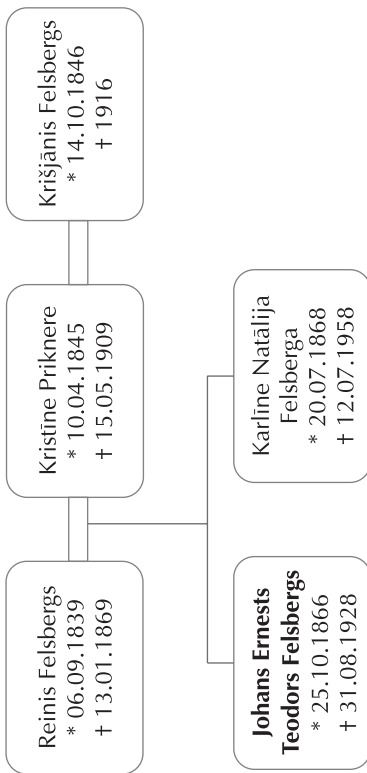 Reinis Felsbergs
* 06.09.1839
† 13.01.1869
Kristīne Priknere
* 10.04.1845
† 15.05.1909
Krišjānis Felsbergs
* 14.10.1846
† 1916
Johans Ernests
Teodors Felsbergs
* 25.10.1866
† 31.08.1928
Karlīne Natālija
Felsberga
* 20.07.1868
† 12.07.1958